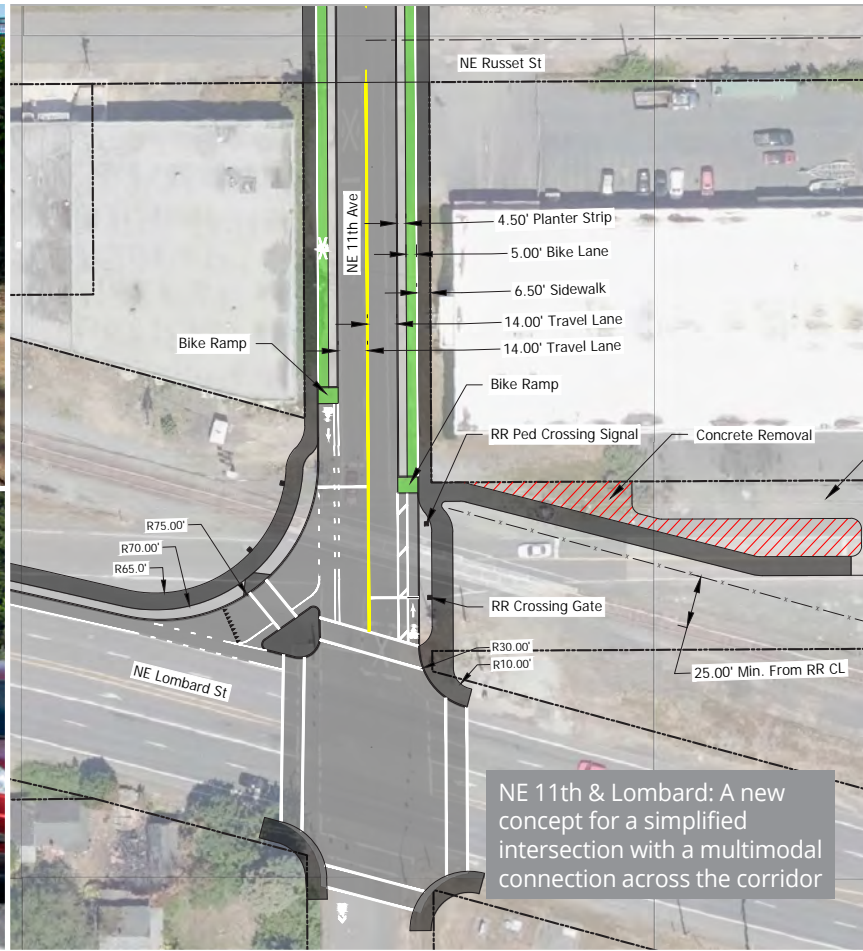 NE Russet St
NE 11th Ave
4.50' Planter Strip
5.00' Bike Lane
6.50' Sidewalk
14.00' Travel Lane
14.00' Travel Lane
Bike Ramp
Bike Ramp
RR Ped Crossing Signal
Concrete Removal
R75.00'
R70.00'
R65.0'
RR Crossing Gate
R30.00'
R10.00'
25.00' Min. From RR CL
NE Lombard St
NE 11th & Lombard: A new
concept for a simplified
intersection with a multimodal
connection across the corridor